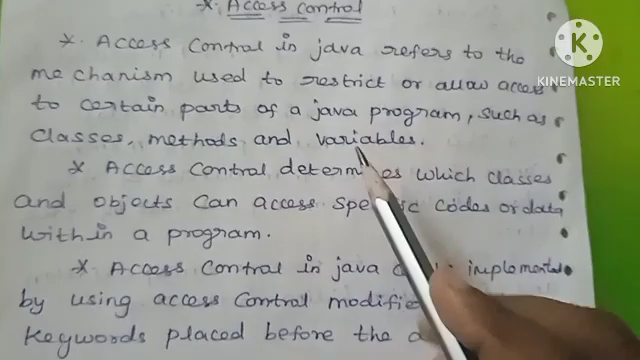 * Access control
* Access control in java refers to the
mechanism used to restrict or allow access
to certain parts of a java program, such as
classes, methods and variables.
* Access control determines which classes
and objects can access codes or data
within in a program.
* Access control in java implemented
by using access control
keywords placed before the
K
KINEMASTER